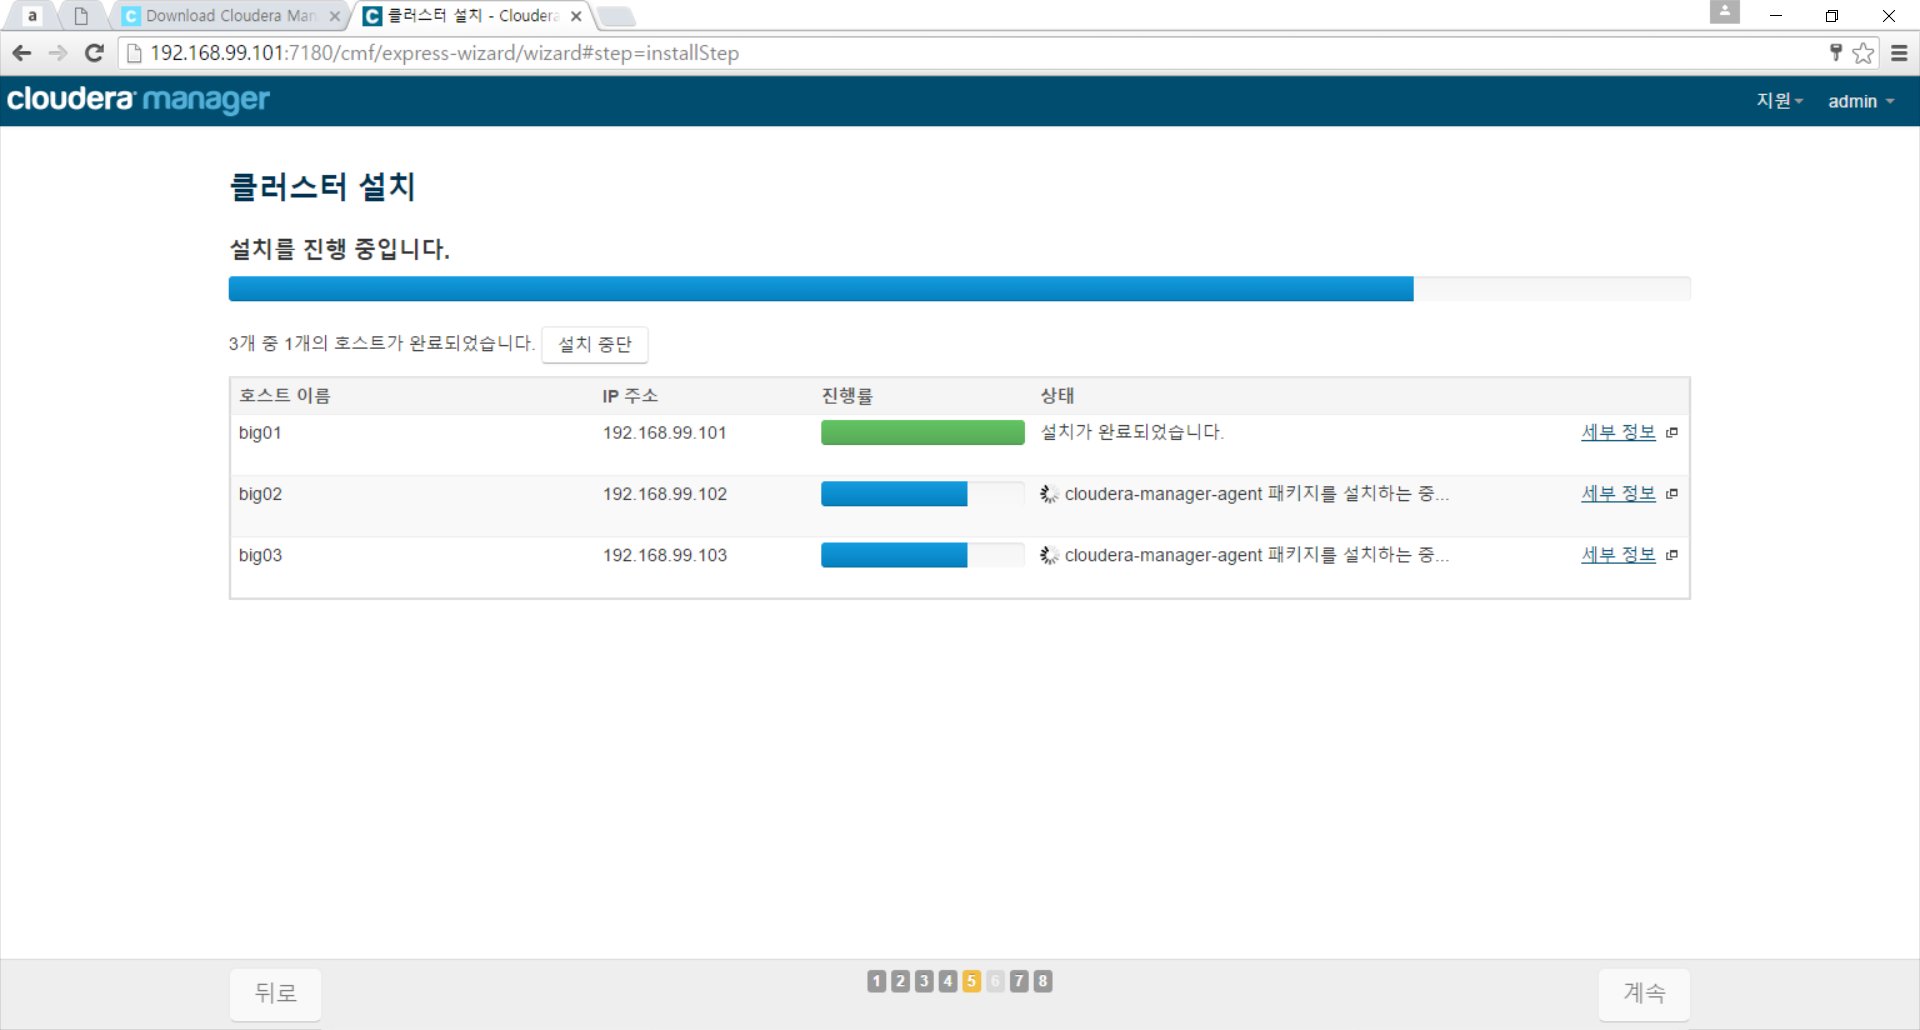 a
Download Cloudera Man
클러스터 설치 - Cloudera
192.168.99.101:7180/cmf/express-wizard/wizard#step=installStep
cloudera manager
지원
admin
클러스터 설치
설치를 진행 중입니다.
3개 중 1개의 호스트가 완료되었습니다. 설치 중단
호스트 이름 IP 주소 진행률 상태
big01 192.168.99.101 설치가 완료되었습니다. 세부 정보
big02 192.168.99.102 cloudera-manager-agent 패키지를 설치하는 중... 세부 정보
big03 192.168.99.103 cloudera-manager-agent 패키지를 설치하는 중... 세부 정보
뒤로
1 2 3 4 5 6 7 8
계속